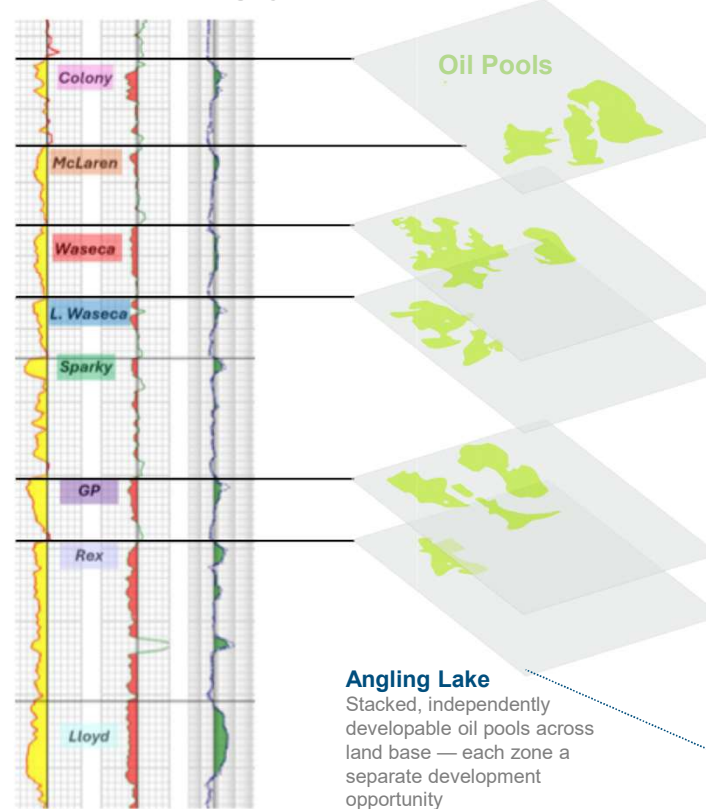 Colony
Oil Pools
McLaren
Waseca
L. Waseca
Sparky
GP
Rex
Lloyd
Angling Lake
Stacked, independently
developable oil pools across
land base — each zone a
separate development
opportunity